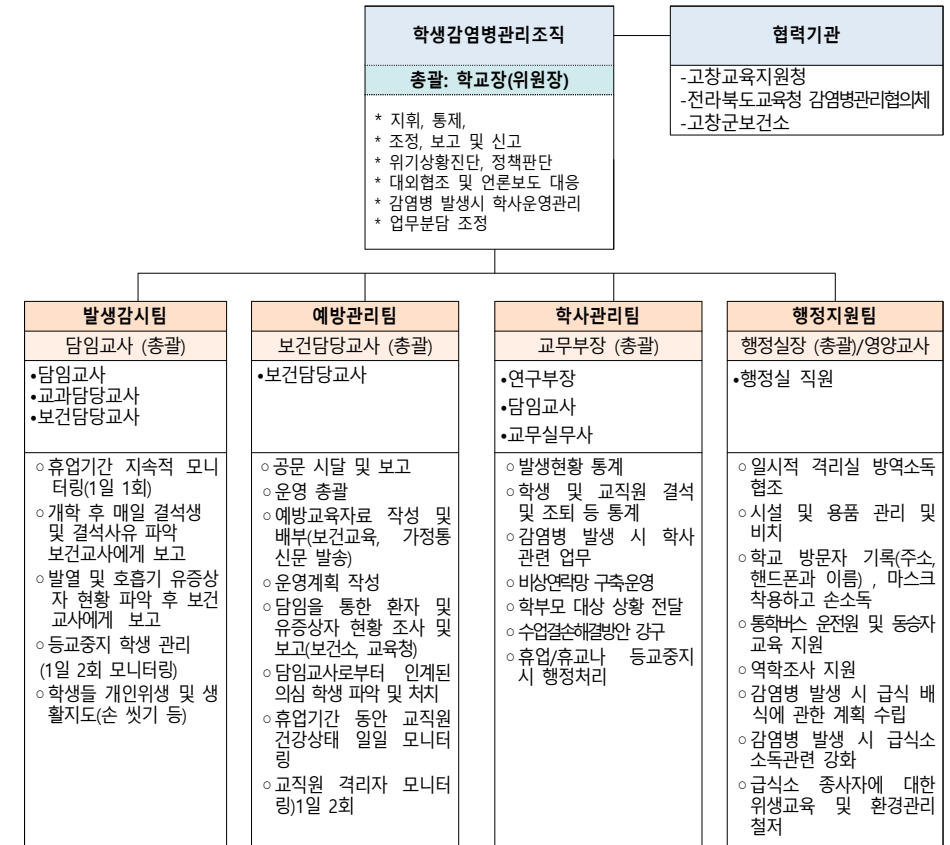 학생감염병관리조직
총괄: 학교장(위원장)
* 지휘, 통제,
* 조정, 보고 및 신고
* 위기상황진단, 정책판단
* 대외협조 및 언론보도 대응
* 감염병 발생시 학사운영관리
* 업무분담 조정
협력기관
-고창교육지원청
-전라북도교육청 감염병관리협의체
-고창군보건소
발생감시팀
담임교사 (총괄)
•담임교사
•교과담당교사
•보건담당교사
○휴업기간 지속적 모니
터링(1일 1회)
○개학 후 매일 결석생
및 결석사유 파악
보건교사에게 보고
○발열 및 호흡기 유증상
자 현황 파악 후 보건
교사에게 보고
○등교중지 학생 관리
(1일 2회 모니터링)
○학생들 개인위생 및 생
활지도(손 씻기 등)
예방관리팀
보건담당교사 (총괄)
•보건담당교사
○공문 시달 및 보고
○운영 총괄
○예방교육자료 작성 및
배부(보건교육, 가정통
신문 발송)
○운영계획 작성
○담임을 통한 환자 및
유증상자 현황 조사 및
보고(보건소, 교육청)
○담임교사로부터 인계된
의심 학생 파악 및 처치
○휴업기간 동안 교직원
건강상태 일일 모니터
링
○교직원 격리자 모니터
링)1일 2회
학사관리팀
교무부장 (총괄)
•연구부장
•담임교사
•교무실무사
○발생현황 통계
○학생 및 교직원 결석
및 조퇴 등 통계
○감염병 발생 시 학사
관련 업무
○비상연락망 구축운영
○학부모 대상 상황 전달
○수업결손해결방안 강구
○휴업/휴교나 등교중지
시 행정처리
행정지원팀
행정실장 (총괄)/영양교사
•행정실 직원
○일시적 격리실 방역소독
협조
○시설 및 용품 관리 및
비치
○학교 방문자 기록(주소,
핸드폰과 이름) , 마스크
착용하고 손소독
○통학버스 운전원 및 동승자
교육 지원
○역학조사 지원
○감염병 발생 시 급식 배
식에 관한 계획 수립
○감염병 발생 시 급식소
소독관련 강화
○급식소 종사자에 대한
위생교육 및 환경관리
철저